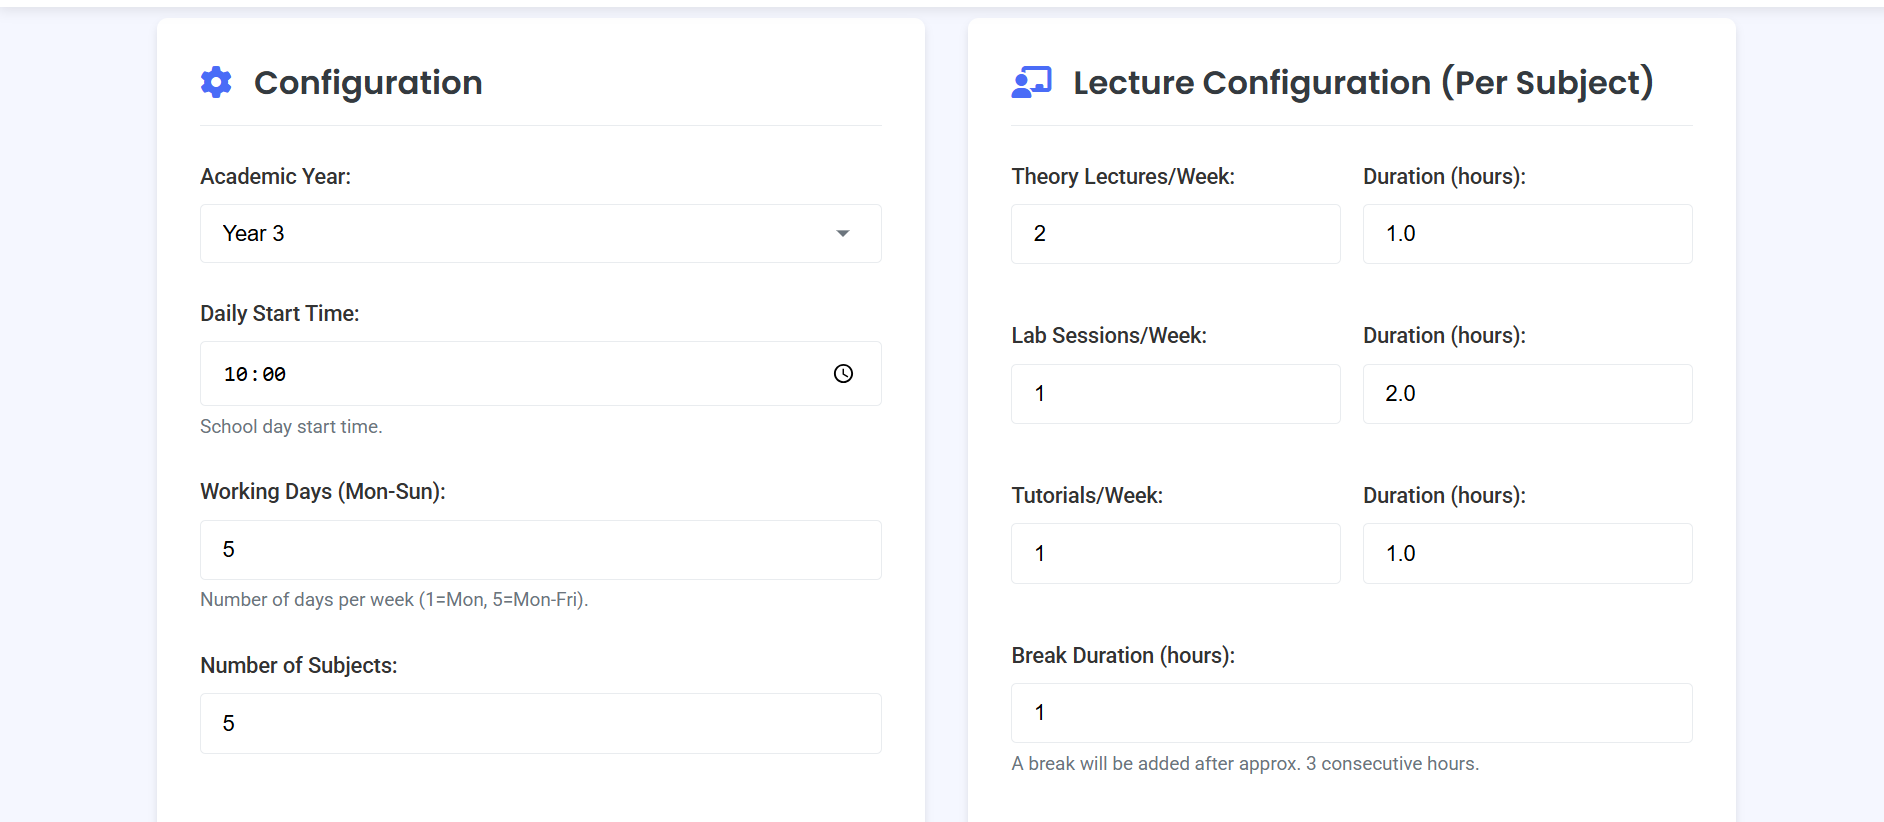 Configuration
Academic Year:
Year 3
Daily Start Time:
10:00
School day start time.
Working Days (Mon-Sun):
5
Number of days per week (1=Mon, 5=Mon-Fri).
Number of Subjects:
5
Lecture Configuration (Per Subject)
Theory Lectures/Week: Duration (hours):
2 1.0
Lab Sessions/Week: Duration (hours):
1 2.0
Tutorials/Week: Duration (hours):
1 1.0
Break Duration (hours):
1
A break will be added after approx. 3 consecutive hours.